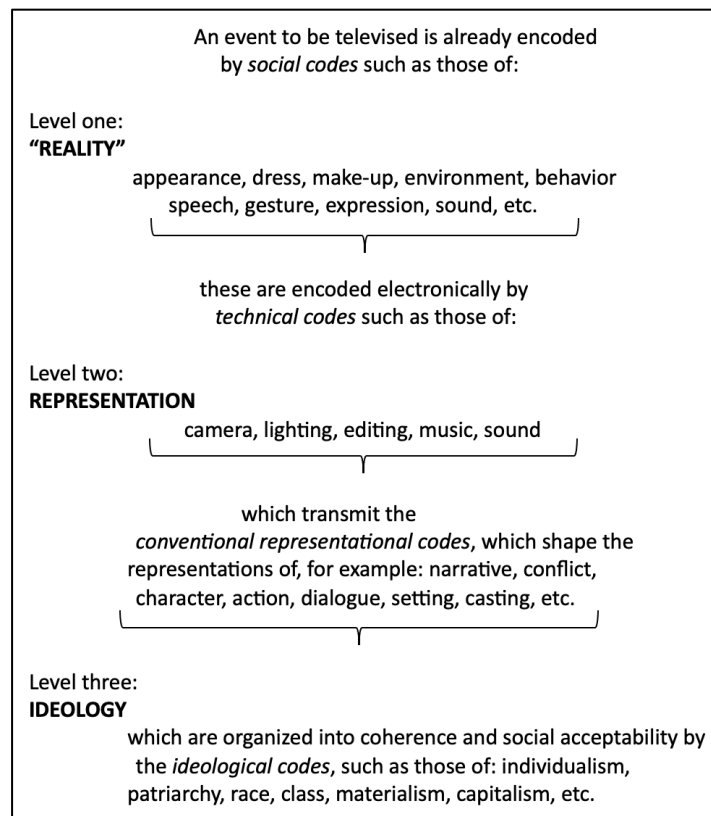 An event to be televised is already encoded
by social codes such as those of:
Level one:
“REALITY”
appearance, dress, make-up, environment, behavior
speech, gesture, expression, sound, etc.
these are encoded electronically by
technical codes such as those of:
Level two:
REPRESENTATION
camera, lighting, editing, music, sound
which transmit the
conventional representational codes, which shape the
representations of, for example: narrative, conflict,
character, action, dialogue, setting, casting, etc.
Level three:
IDEOLOGY
which are organized into coherence and social acceptability by
the ideological codes, such as those of: individualism,
patriarchy, race, class, materialism, capitalism, etc.